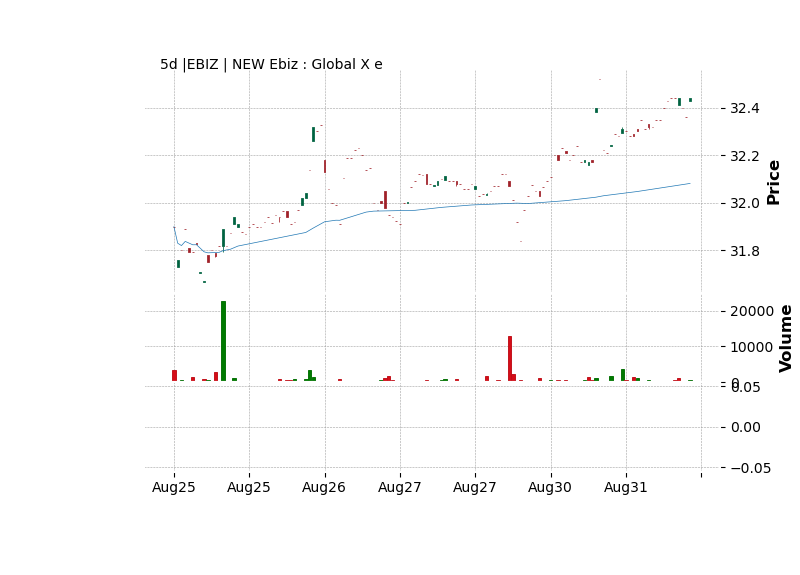 5d |EBIZ | NEW Ebiz : Global X e
32.4
32.2
32.0
31.8
Price
20000
10000
0
Volume
0.05
0.00
−0.05
Aug25 Aug25 Aug26 Aug27 Aug27 Aug30 Aug31